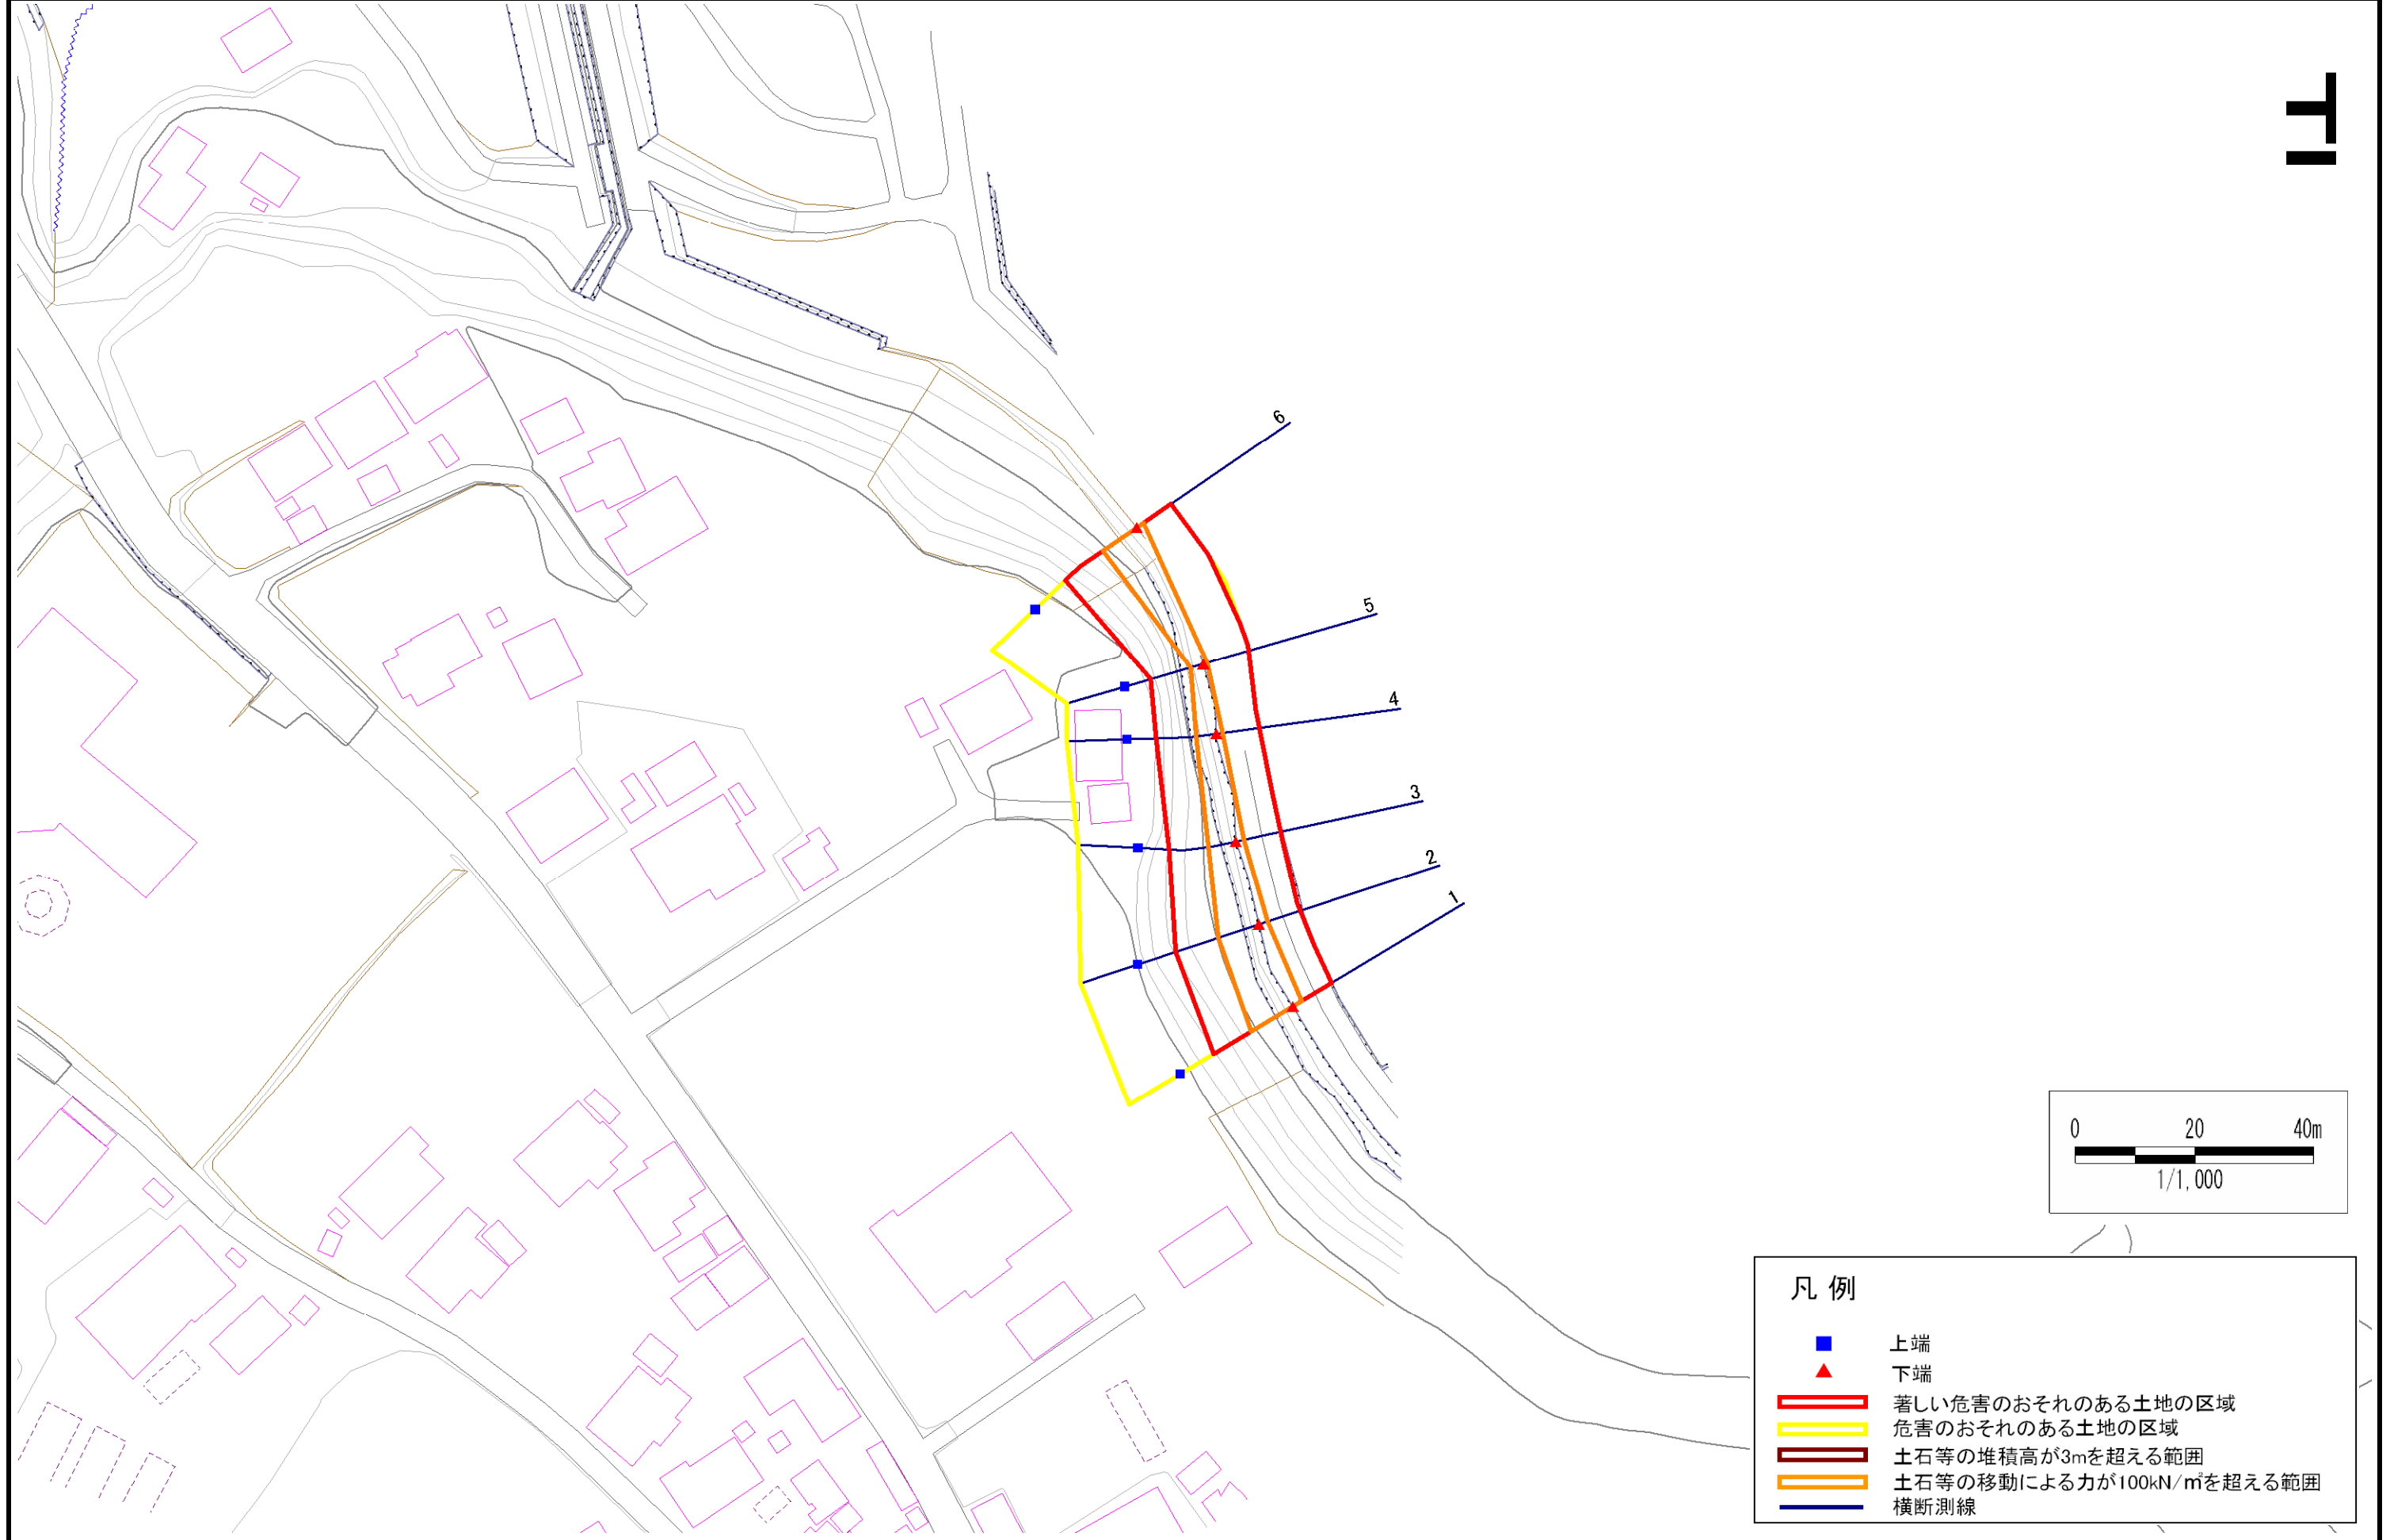 6
5
4
3
2
1
0 20 40m
1/1,000
凡 例
上端
下端
著しい危害のおそれのある土地の区域
危害のおそれのある土地の区域
土石等の堆積高が3mを超える範囲
土石等の移動による力が100kN/㎡を超える範囲
横断測線